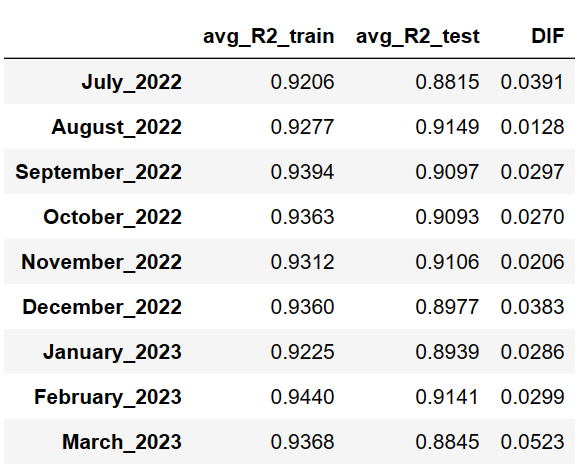 avg_R2_train avg_R2_test DIF
July_2022 0.9206 0.8815 0.0391
August_2022 0.9277 0.9149 0.0128
September_2022 0.9394 0.9097 0.0297
October_2022 0.9363 0.9093 0.0270
November_2022 0.9312 0.9106 0.0206
December_2022 0.9360 0.8977 0.0383
January_2023 0.9225 0.8939 0.0286
February_2023 0.9440 0.9141 0.0299
March_2023 0.9368 0.8845 0.0523